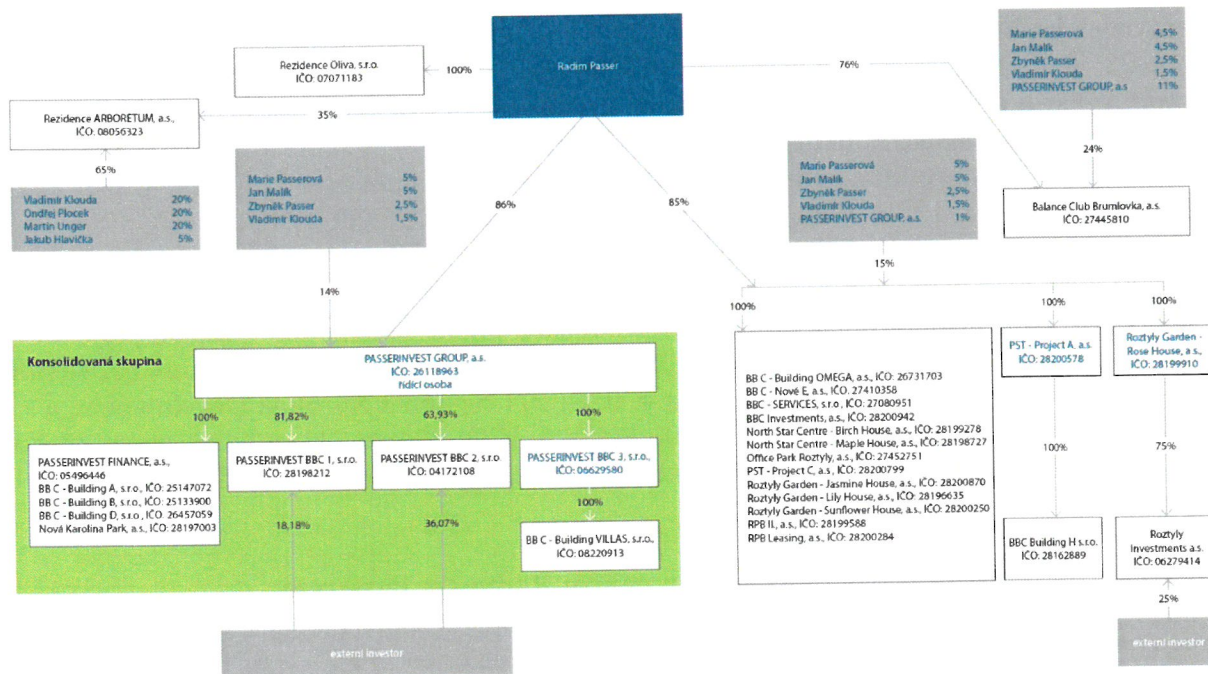 Radim Passer
Rezidence Oliva, s.r.o.
IČO: 07071183
100%
76%
Marie Passerová 4,5%
Jan Malík 4,5%
Zbyněk Passer 2,5%
Vladimír Klouda 1,5%
PASSERINVEST GROUP, a.s 11%
Rezidence ARBORETUM, a.s.,
IČO: 08056323
35%
65%
24%
Vladimír Klouda 20%
Ondřej Plocek 20%
Martin Unger 20%
Jakub Hlavička 5%
Marie Passerová 5%
Jan Malík 5%
Zbyněk Passer 2,5%
Vladimír Klouda 1,5%
86%
85%
Marie Passerová 5%
Jan Malík 5%
Zbyněk Passer 2,5%
Vladimír Klouda 1,5%
PASSERINVEST GROUP, a.s. 1%
Balance Club Brumlovka, a.s.
IČO: 27445810
14%
15%
100%
100%
100%
Konsolidovaná skupina
PASSERINVEST GROUP, a.s.
IČO: 26118963
řídící osoba
100%
81,82%
63,93%
100%
PASSERINVEST FINANCE, a.s.,
IČO: 05496446
BB C - Building A, s.r.o., IČO: 25147072
BB C - Building B, s.r.o., IČO: 25133900
BB C - Building D, s.r.o , IČO: 26457059
Nová Karolina Park, a.s., IČO: 28197003
PASSERINVEST BBC 1, s.r.o.
IČO: 28198212
PASSERINVEST BBC 2, s.r.o.
IČO: 04172108
PASSERINVEST BBC 3, s.r.o.,
IČO: 06629580
18,18%
36,07%
100%
BB C - Building VILLAS, s.r.o.,
IČO: 08220913
externí investor
BB C - Building OMEGA, a.s., IČO: 26731703
BB C - Nové E, a.s., IČO: 27410358
BBC - SERVICES, s.r.o , IČO: 27080951
BBC Investments, a.s., IČO: 28200942
North Star Centre - Birch House, a.s., IČO: 28199278
North Star Centre - Maple House, a.s., IČO: 28198727
Office Park Roztyly, a.s., IČO: 27452751
PST - Project C, a.s., IČO: 28200799
Roztyly Garden - Jasmine House, a.s., IČO: 28200870
Roztyly Garden - Lily House, a.s., IČO: 28196635
Roztyly Garden - Sunflower House, a.s., IČO: 28200250
RPB II., a.s., IČO: 28199588
RPB Leasing, a.s., IČO: 28200284
PST - Project A, a.s.
IČO: 28200578
100%
BBC Building H s.r.o.
IČO: 28162889
Roztyly Garden -
Rose House, a.s.,
IČO: 28199910
75%
Roztyly
Investments a.s.
IČO: 06279414
25%
externí investor